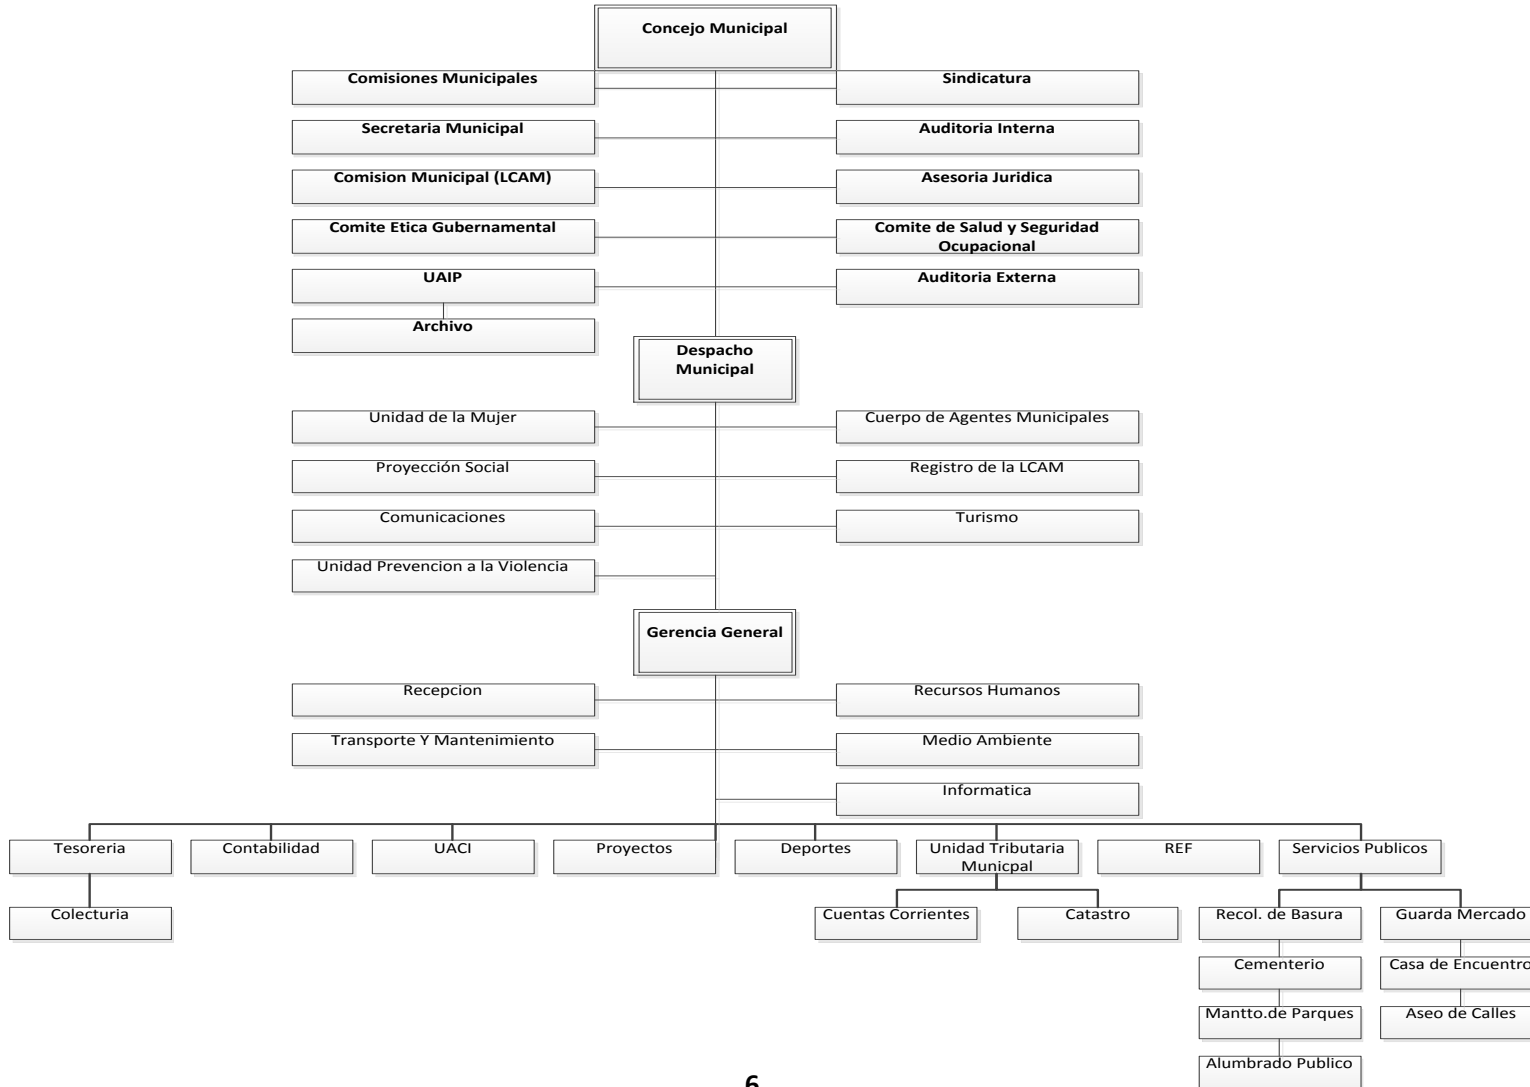 Concejo Municipal
Comisiones Municipales
Sindicatura
Secretaria Municipal
Auditoria Interna
Comision Municipal (LCAM)
Asesoria Juridica
Comite Etica Gubernamental
Comite de Salud y Seguridad
Ocupacional
UAIP
Auditoria Externa
Archivo
Despacho
Municipal
Unidad de la Mujer
Cuerpo de Agentes Municipales
Proyección Social
Registro de la LCAM
Comunicaciones
Turismo
Unidad Prevencion a la Violencia
Gerencia General
Recepcion
Recursos Humanos
Transporte Y Mantenimiento
Medio Ambiente
Informatica
Tesoreria
Contabilidad
UACI
Proyectos
Deportes
Unidad Tributaria
Municpal
REF
Servicios Publicos
Colecturia
Cuentas Corrientes
Catastro
Recol. de Basura
Guarda Mercado
Cementerio
Casa de Encuentro
Mantto.de Parques
Aseo de Calles
Alumbrado Publico
6